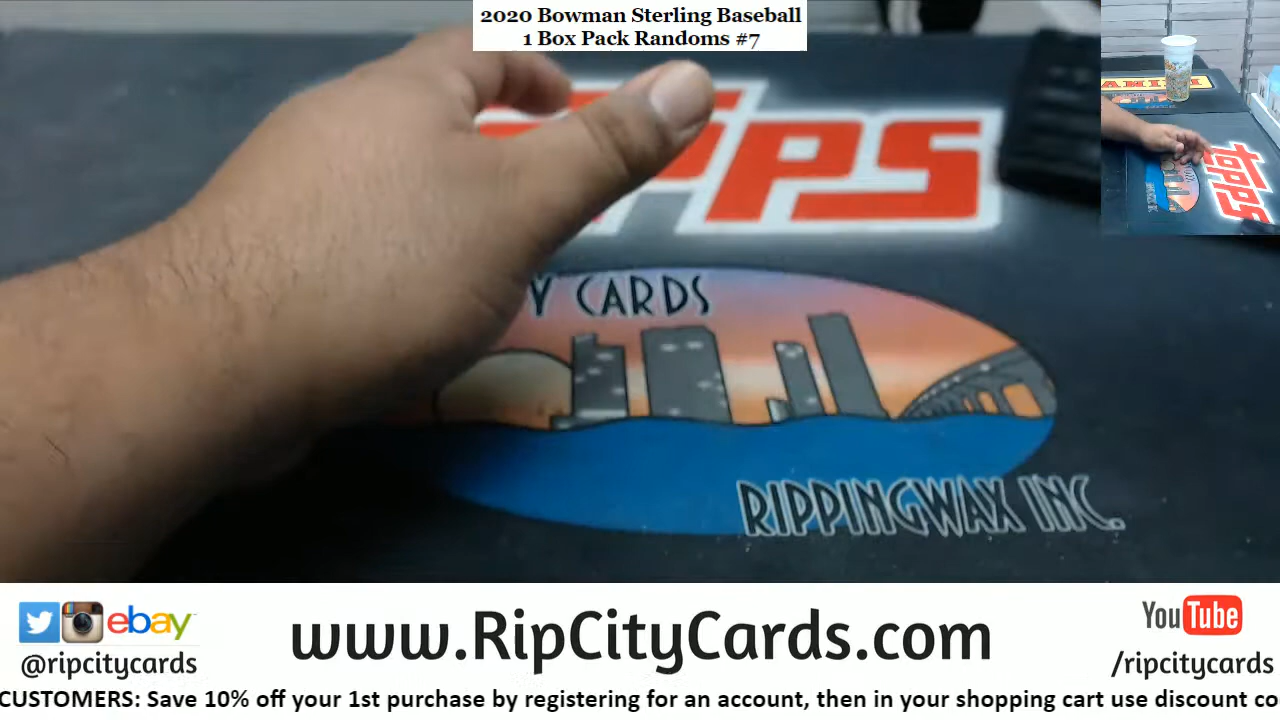 2020 Bowman Sterling Baseball
1 Box Pack Randoms #7
PPS
Y CARDS
RIPPINGWAX INC.
TOPPS
ebay
@ripcitycards
www.RipCityCards.com
YouTube
/ripcitycards
CUSTOMERS: Save 10% off your 1st purchase by registering for an account, then in your shopping cart use discount co